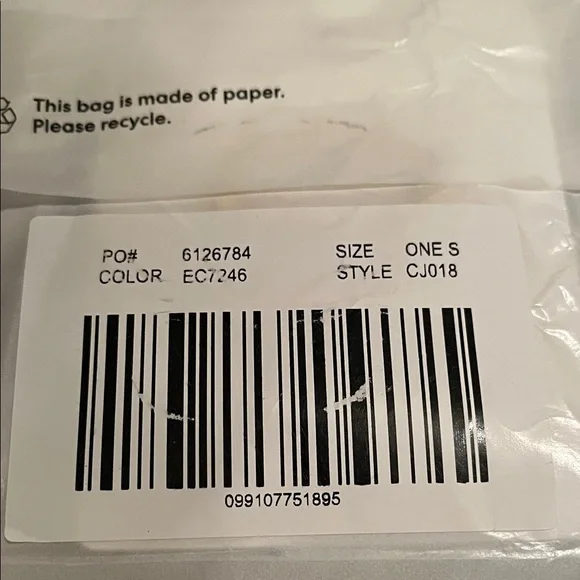 This bag is made of paper.
Please recycle.
PO# 6126784 SIZE ONE S
COLOR EC7246 STYLE CJ018
099107751895